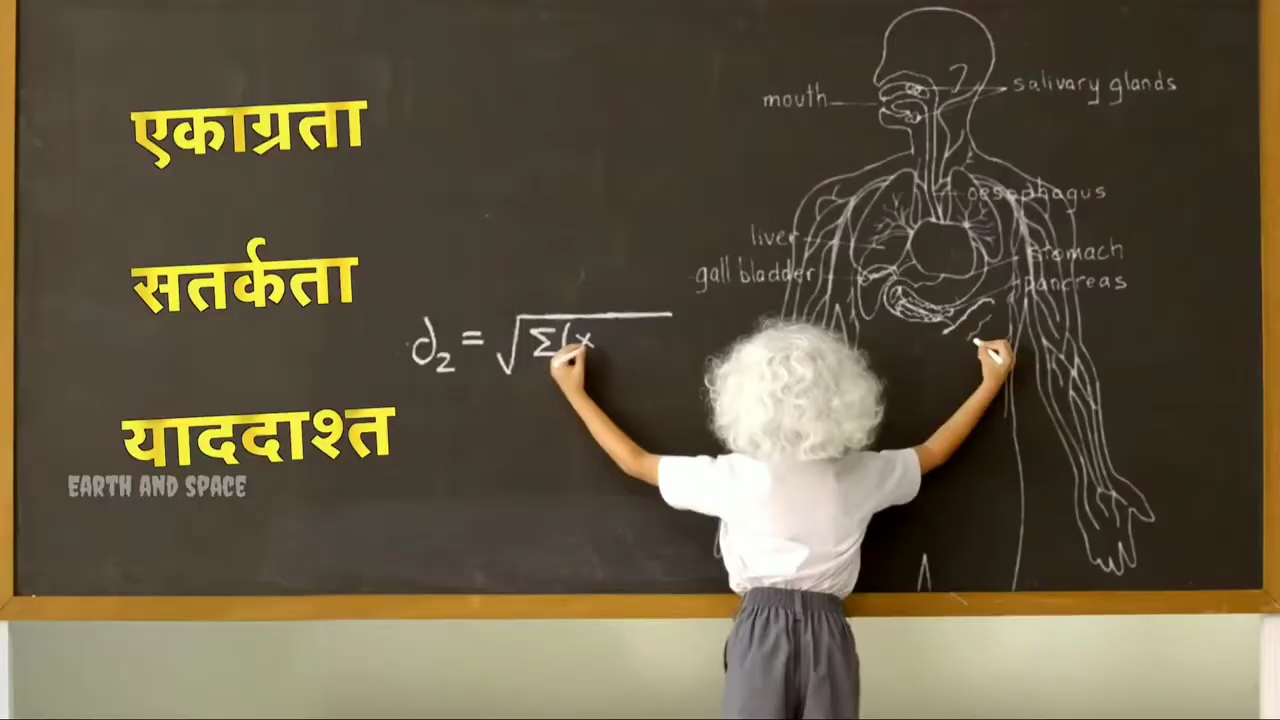 एकाग्रता
सतर्कता
याददाश्त
EARTH AND SPACE
d₂ = √Σ(x
mouth
salivary glands
oesophagus
liver
stomach
gall bladder
pancreas